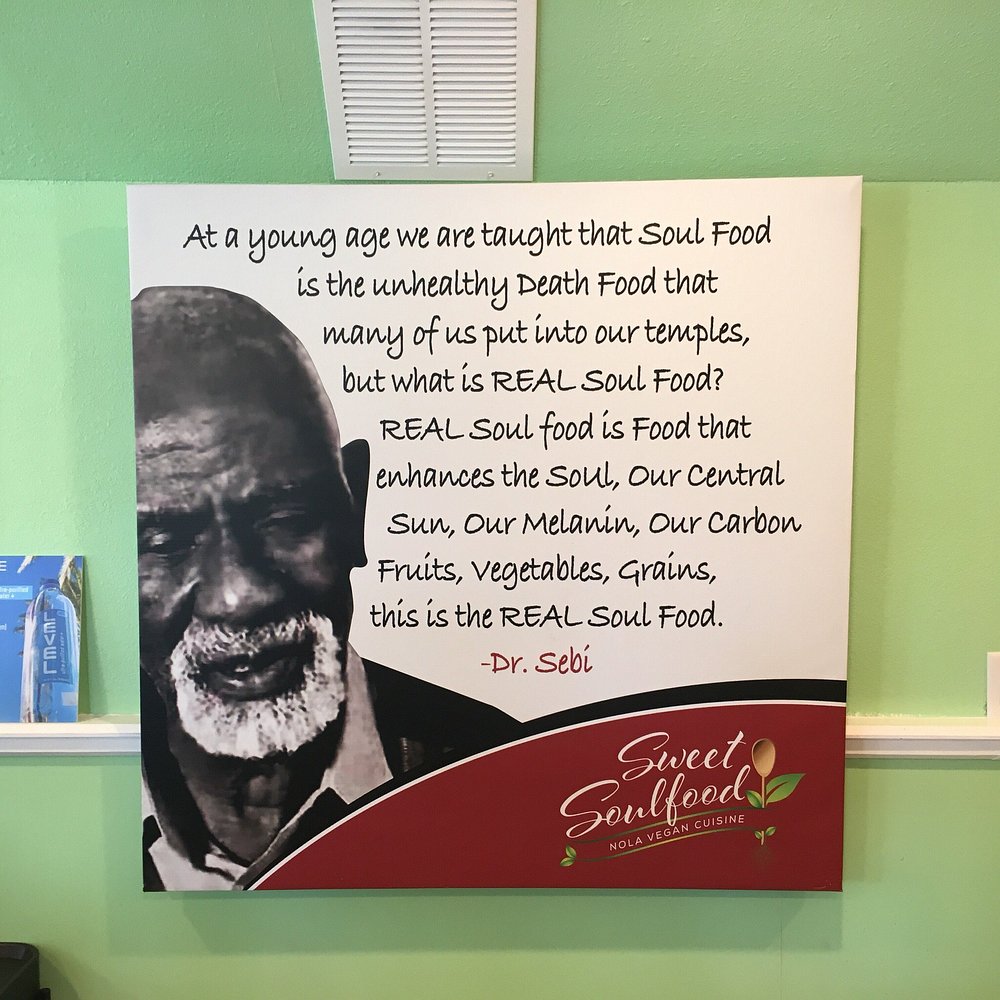 At a young age we are taught that Soul Food
is the unhealthy Death Food that
many of us put into our temples,
but what is REAL Soul Food?
REAL Soul food is Food that
enhances the SoUl, Our Central
Sun, Our Melanin, Our Carbon
Fruits, Vegetables, Grains,
this is the REAL Soul Food.
-Dr. Sebi
Sweet
Soulfood
NOLA VEGAN CUISINE
LEVEL